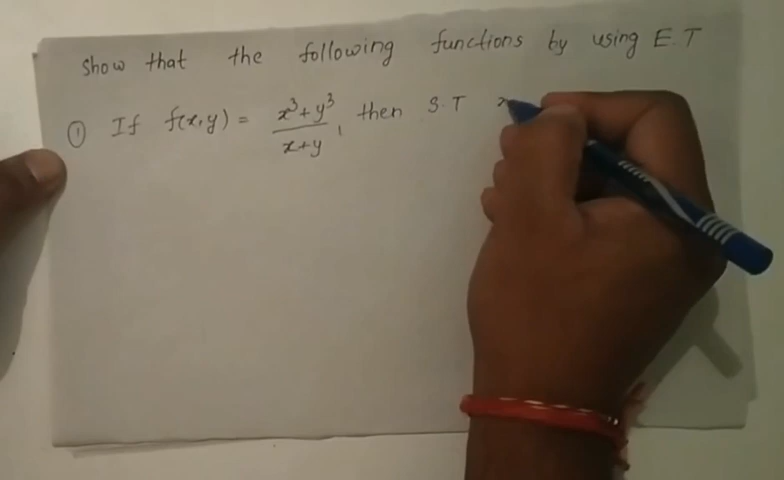 Show that the following functions by using E.T
① If f(x,y) = x³+y³/x+y, then S.T x